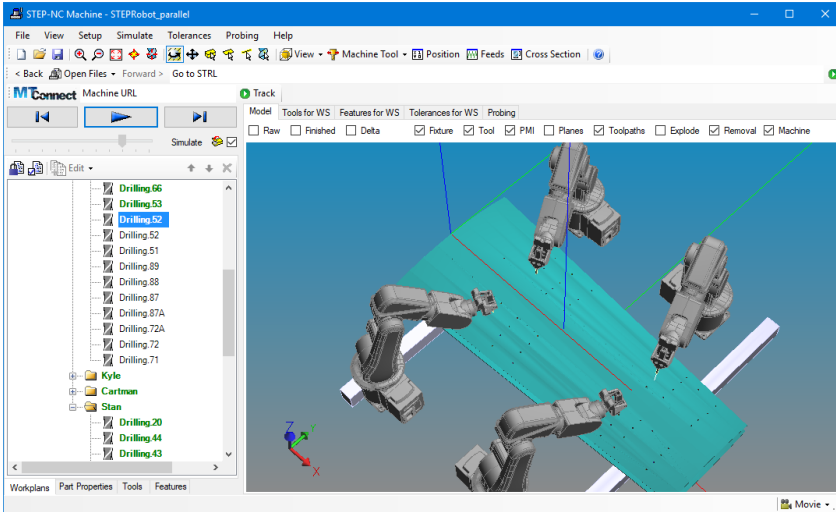 STEP-NC Machine - STEPRobot_parallel
File View Setup Simulate Tolerances Probing Help
View Machine Tool Position Feeds Cross Section
< Back Open Files Forward > Go to STRL
MTConnect Machine URL
Track
Model Tools for WS Features for WS Tolerances for WS Probing
Raw Finished Delta Fixture Tool PMI Planes Toolpaths Explode Removal Machine
Simulate
Edit
Drilling.66
Drilling.53
Drilling.52
Drilling.52
Drilling.51
Drilling.89
Drilling.88
Drilling.87
Drilling.87A
Drilling.72A
Drilling.72
Drilling.71
Kyle
Cartman
Stan
Drilling.20
Drilling.44
Drilling.43
Z
Y
X
Workplans Part Properties Tools Features
Movie